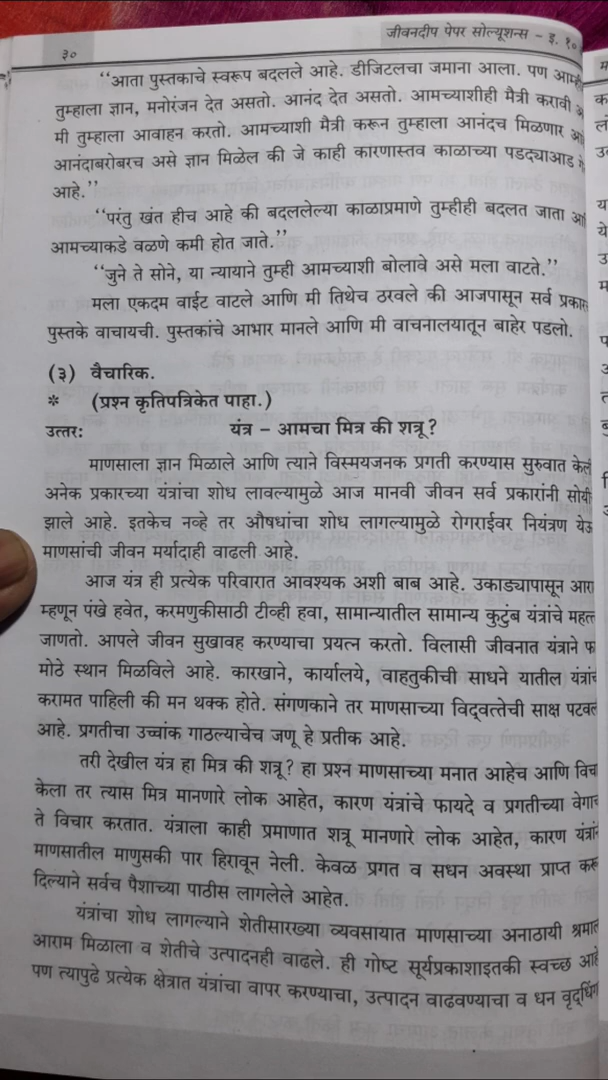 जीवनदीप पेपर सोल्यूशन्स - इ. १०
३०
“आता पुस्तकाचे स्वरूप बदलले आहे. डीजिटलचा जमाना आला. पण आम्ही
तुम्हाला ज्ञान, मनोरंजन देत असतो. आनंद देत असतो. आमच्याशीही मैत्री करावी
मी तुम्हाला आवाहन करतो. आमच्याशी मैत्री करून तुम्हाला आनंदच मिळणार
आनंदाबरोबरच असे ज्ञान मिळेल की जे काही कारणास्तव काळाच्या पडद्याआड
आहे.”
“परंतु खंत हीच आहे की बदललेल्या काळाप्रमाणे तुम्हीही बदलत जाता
आमच्याकडे वळणे कमी होत जाते.”
“जुने ते सोने, या न्यायाने तुम्ही आमच्याशी बोलावे असे मला वाटते.”
मला एकदम वाईट वाटले आणि मी तिथेच ठरवले की आजपासून सर्व प्रकार
पुस्तके वाचायची. पुस्तकांचे आभार मानले आणि मी वाचनालयातून बाहेर पडलो.
(३) वैचारिक.
* (प्रश्न कृतिपत्रिकेत पाहा.)
उत्तरः यंत्र - आमचा मित्र की शत्रू?
माणसाला ज्ञान मिळाले आणि त्याने विस्मयजनक प्रगती करण्यास सुरुवात
अनेक प्रकारच्या यंत्रांचा शोध लावल्यामुळे आज मानवी जीवन सर्व प्रकारांनी
झाले आहे. इतकेच नव्हे तर औषधांचा शोध लागल्यामुळे रोगराईवर नियंत्रण येऊ
माणसांची जीवन मर्यादाही वाढली आहे.
आज यंत्र ही प्रत्येक परिवारात आवश्यक अशी बाब आहे. उकाड्यापासून आरा
म्हणून पंखे हवेत, करमणुकीसाठी टीव्ही हवा, सामान्यातील सामान्य कुटुंब यंत्रांचे
जाणतो. आपले जीवन सुखावह करण्याचा प्रयत्न करतो. विलासी जीवनात यंत्राने
मोठे स्थान मिळविले आहे. कारखाने, कार्यालये, वाहतुकीची साधने यातील
करामत पाहिली की मन थक्क होते. संगणकाने तर माणसाच्या विद्वत्तेची साक्ष
आहे. प्रगतीचा उच्चांक गाठल्याचेच जणू हे प्रतीक आहे.
तरी देखील यंत्र हा मित्र की शत्रू? हा प्रश्न माणसाच्या मनात आहेच आणि
केला तर त्यास मित्र मानणारे लोक आहेत, कारण यंत्रांचे फायदे व प्रगतीच्या
ते विचार करतात. यंत्राला काही प्रमाणात शत्रू मानणारे लोक आहेत, कारण
माणसातील माणुसकी पार हिरावून नेली. केवळ प्रगत व सधन अवस्था प्राप्त
दिल्याने सर्वच पैशाच्या पाठीस लागलेले आहेत.
यंत्रांचा शोध लागल्याने शेतीसारख्या व्यवसायात माणसाच्या अनाठायी
आराम मिळाला व शेतीचे उत्पादनही वाढले. ही गोष्ट सूर्यप्रकाशाइतकी स्वच्छ
पण त्यापुढे प्रत्येक क्षेत्रात यंत्रांचा वापर करण्याचा, उत्पादन वाढवण्याचा व धन